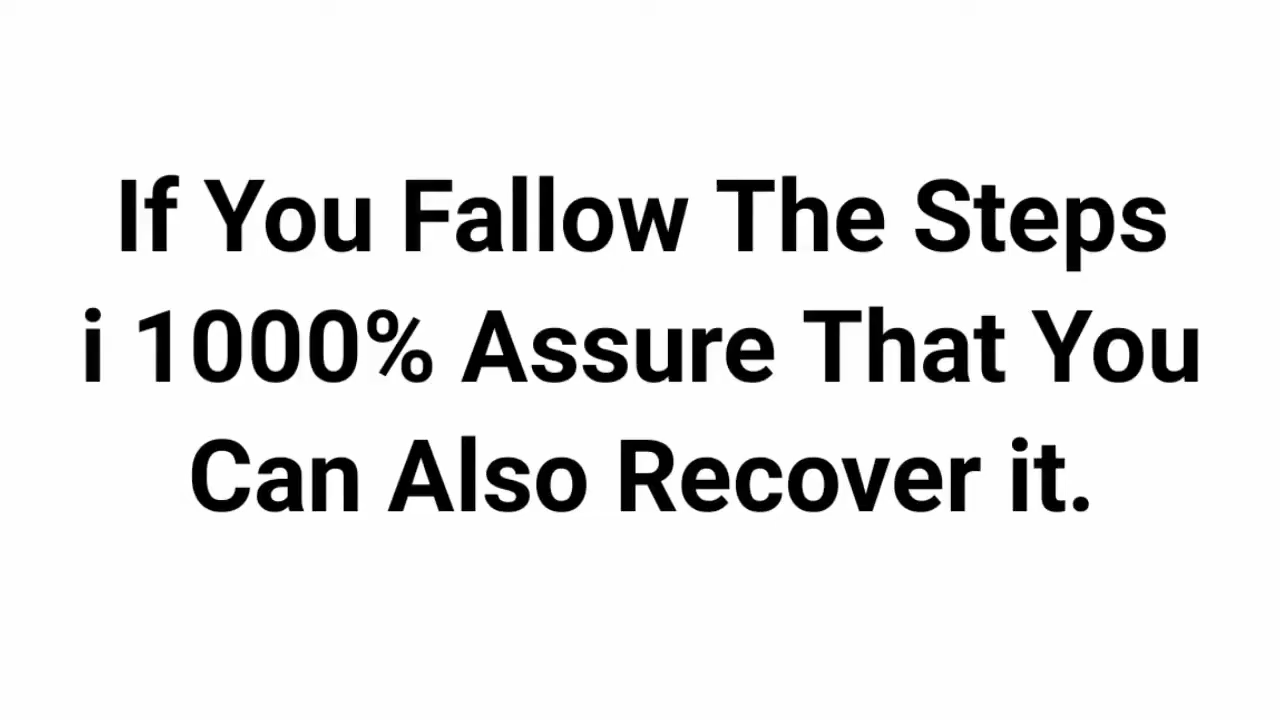 If You Fallow The Steps
i 1000% Assure That You
Can Also Recover it.